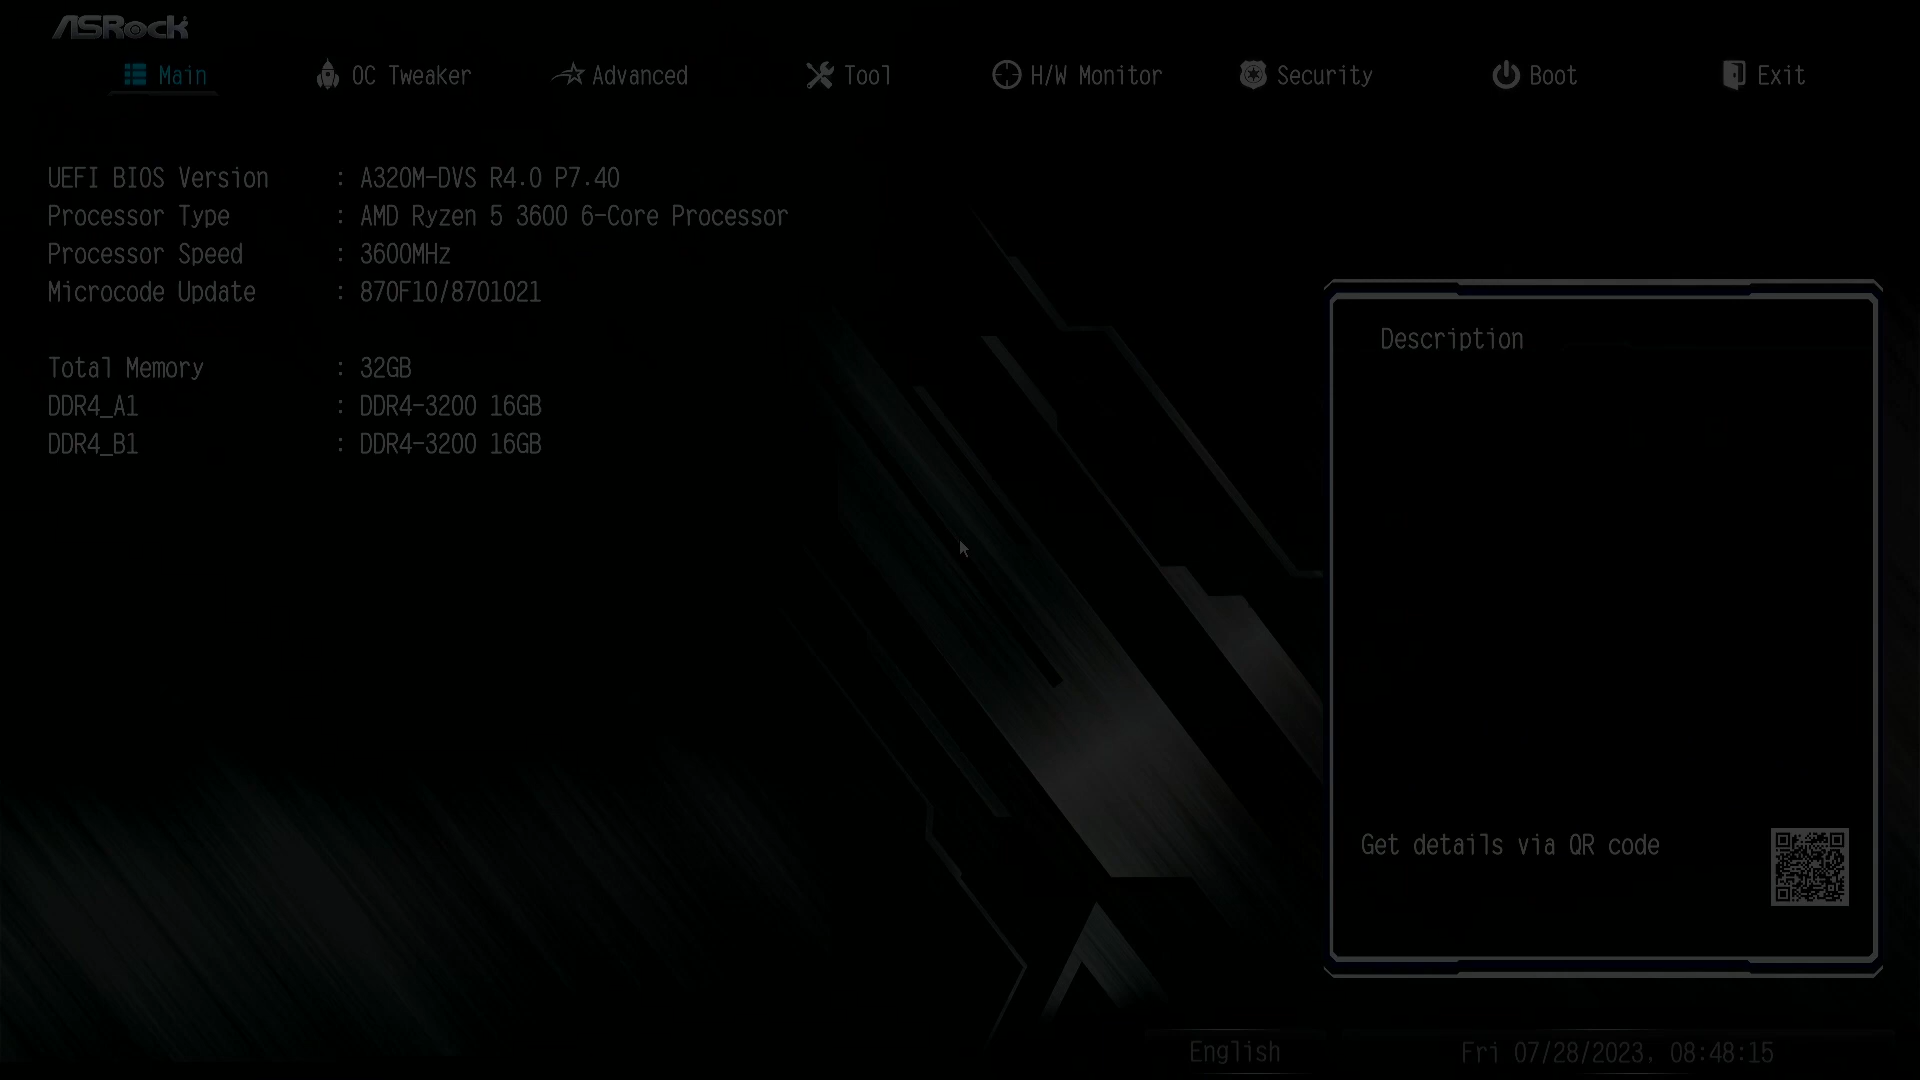 ASRock
Main OC Tweaker Advanced Tool H/W Monitor Security Boot Exit
UEFI BIOS Version : A320M-DVS R4.0 P7.40
Processor Type : AMD Ryzen 5 3600 6-Core Processor
Processor Speed : 3600MHz
Microcode Update : 870F10/8701021
Total Memory : 32GB
DDR4_A1 : DDR4-3200 16GB
DDR4_B1 : DDR4-3200 16GB
Description
Get details via QR code
English Fri 07/28/2023, 08:48:15